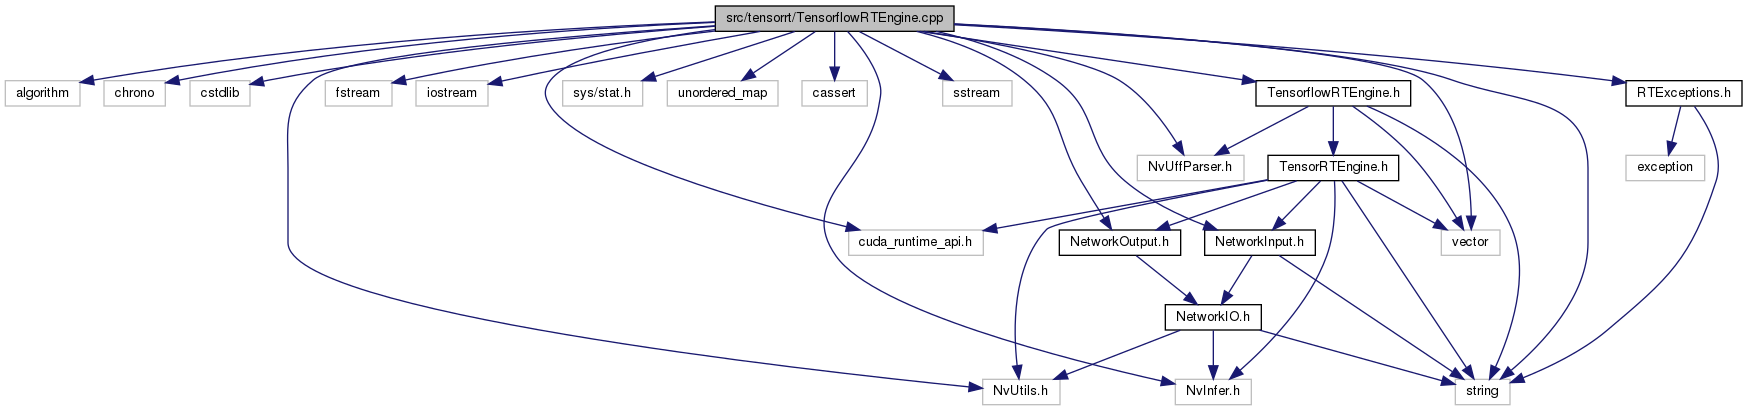 src/tensorrt/TensorflowRTEngine.cpp
algorithm
chrono
cstdlib
fstream
iostream
sys/stat.h
unordered_map
cassert
sstream
TensorflowRTEngine.h
RTExceptions.h
NvUffParser.h
TensorRTEngine.h
exception
cuda_runtime_api.h
NetworkOutput.h
NetworkInput.h
vector
NetworkIO.h
NvUtils.h
NvInfer.h
string